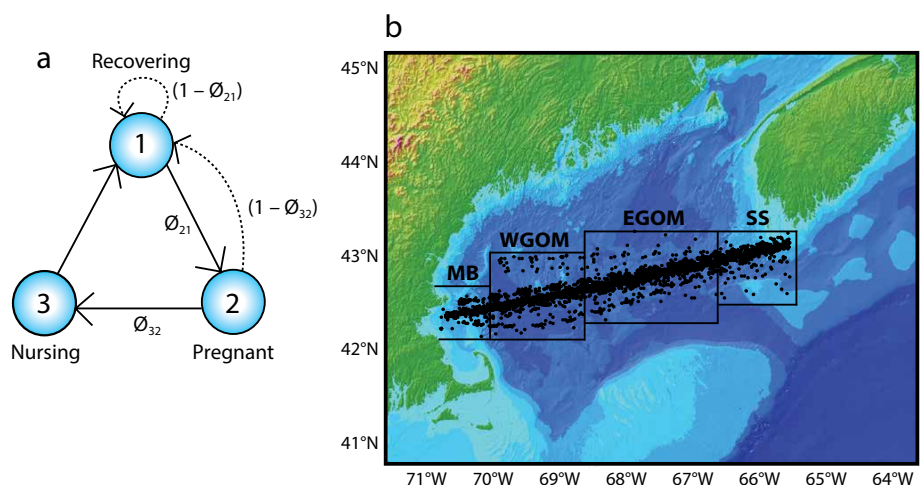 a
Recovering
(1 – Ø21)
1
Ø21
(1 – Ø32)
3
2
Ø32
Nursing
Pregnant
b
45°N
44°N
43°N
42°N
41°N
MB
WGOM
EGOM
SS
71°W 70°W 69°W 68°W 67°W 66°W 65°W 64°W